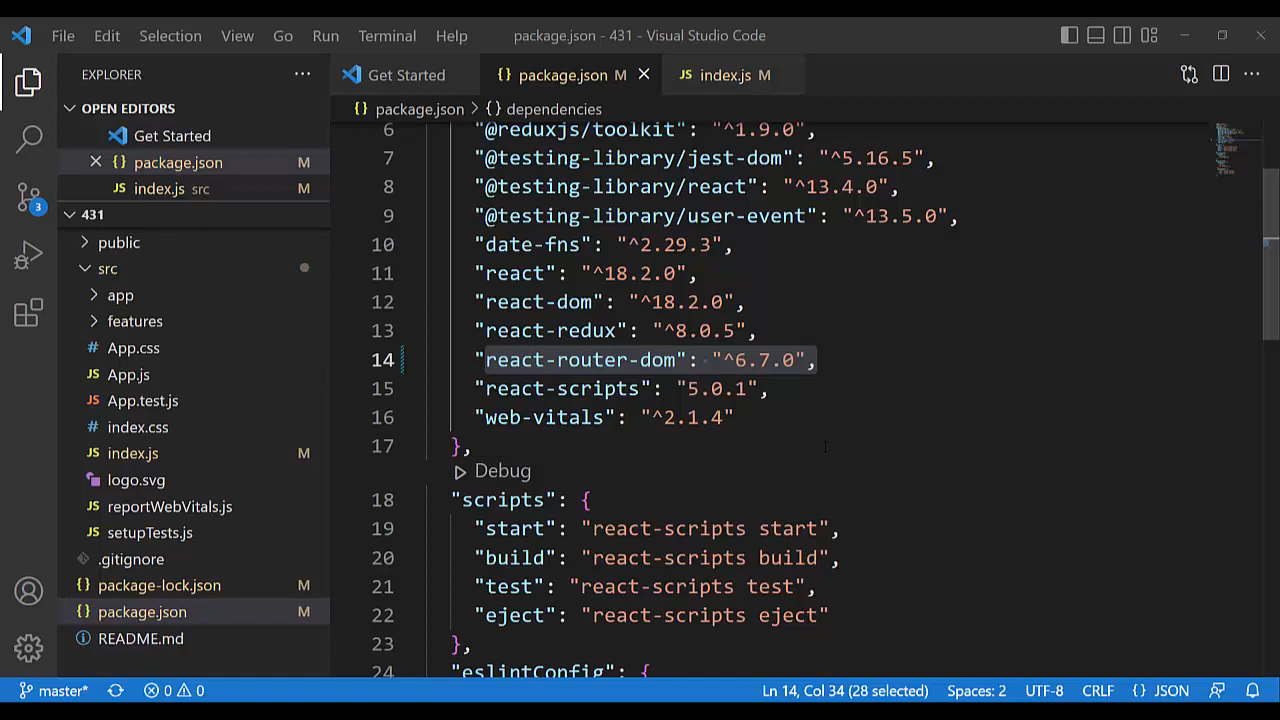 File Edit Selection View Go Run Terminal Help package.json - 431 - Visual Studio Code
EXPLORER
OPEN EDITORS
Get Started
package.json M
index.js src M
431
public
src
app
features
App.css
App.js
App.test.js
index.css
index.js M
logo.svg
reportWebVitals.js
setupTests.js
.gitignore
package-lock.json M
package.json M
README.md
3
Get Started
package.json M
index.js M
package.json > {} dependencies
6 "@reduxjs/toolkit": "^1.9.0",
7 "@testing-library/jest-dom": "^5.16.5",
8 "@testing-library/react": "^13.4.0",
9 "@testing-library/user-event": "^13.5.0",
10 "date-fns": "^2.29.3",
11 "react": "^18.2.0",
12 "react-dom": "^18.2.0",
13 "react-redux": "^8.0.5",
14 "react-router-dom": "^6.7.0",
15 "react-scripts": "5.0.1",
16 "web-vitals": "^2.1.4"
17 },
Debug
18 "scripts": {
19 "start": "react-scripts start",
20 "build": "react-scripts build",
21 "test": "react-scripts test",
22 "eject": "react-scripts eject"
23 },
24 "eslintConfig": {
master* 0 0 Ln 14, Col 34 (28 selected) Spaces: 2 UTF-8 CRLF {} JSON